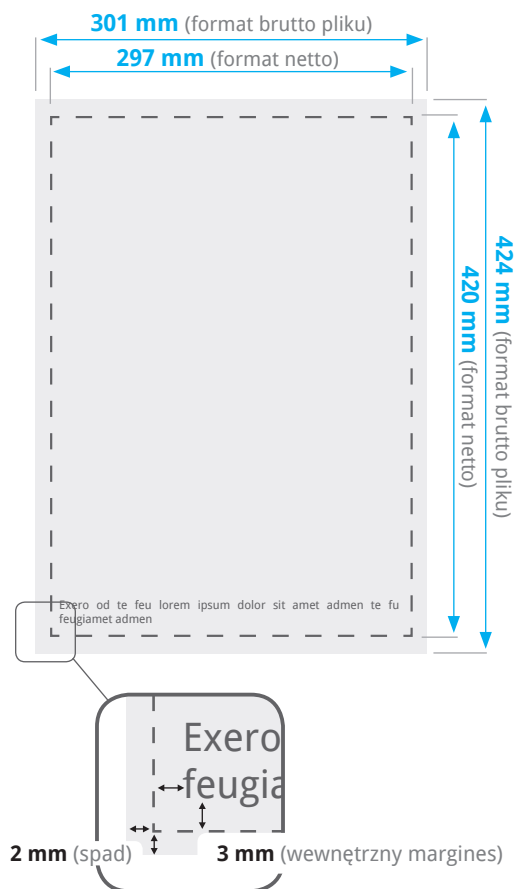 301 mm (format brutto pliku)
297 mm (format netto)
424 mm (format brutto pliku)
420 mm (format netto)
Exero od te feu lorem ipsum dolor sit amet admen te fu
feugiamet admen
Exero
feugia
2 mm (spad)
3 mm (wewnętrzny margines)